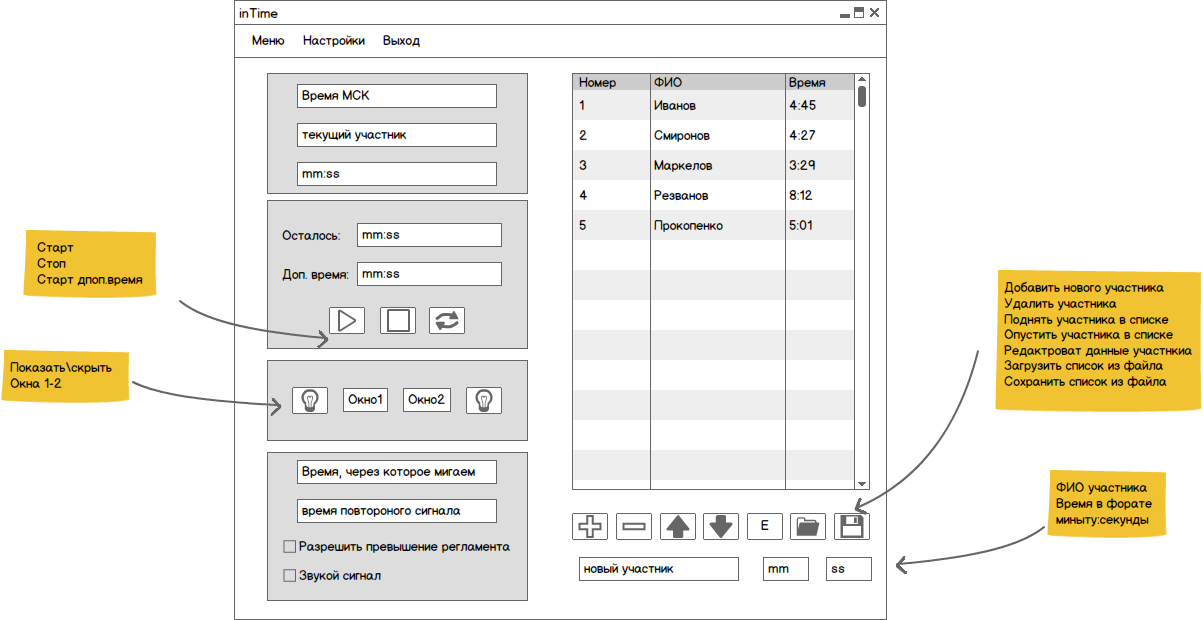 inTime
Меню Настройки Выход
Время МСК
текущий участник
mm:ss
Осталось: mm:ss
Доп. время: mm:ss
Окно1 Окно2
Время, через которое мигаем
время повтороного сигнала
Разрешить превышение регламента
Звукой сигнал
Номер ФИО Время
1 Иванов 4:45
2 Смиронов 4:27
3 Маркелов 3:29
4 Резванов 8:12
5 Прокопенко 5:01
E
новый участник mm ss
Старт
Стоп
Старт дпоп.время
Показать\скрыть
Окна 1-2
Добавить нового участника
Удалить участника
Поднять участника в списке
Опустить участника в списке
Редактроват данные участнкиа
Загрузить список из файла
Сохранить список из файла
ФИО участника
Время в форате
миныту:секунды